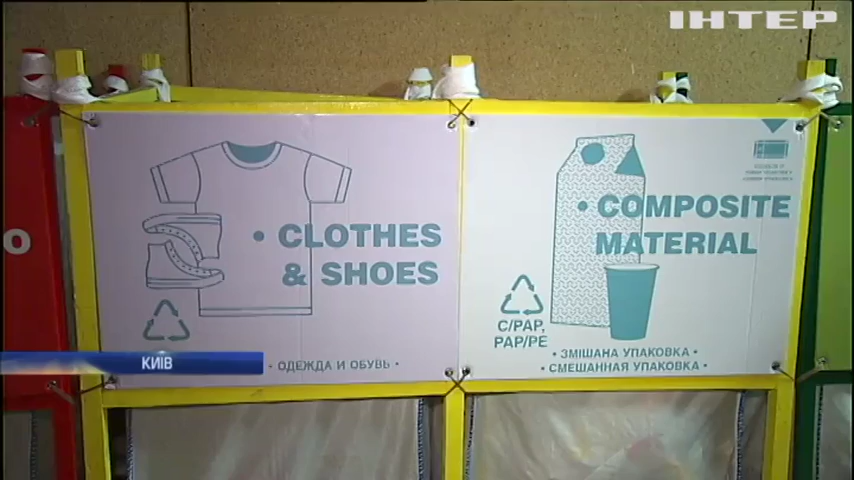 ІНТЕР
O
• CLOTHES
& SHOES
• ОДЕЖДА И ОБУВЬ •
• COMPOSITE
MATERIAL
C/PAP,
PAP/PE
• ЗМІШАНА УПАКОВКА •
• СМЕШАННАЯ УПАКОВКА •
КИЇВ